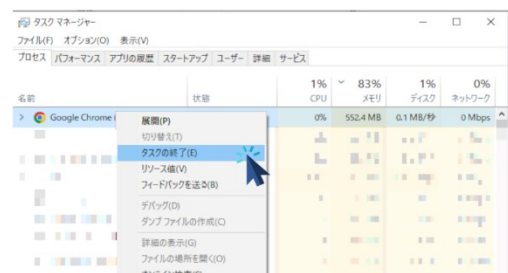 タスク マネージャー
ファイル(F) オプション(O) 表示(V)
プロセス パフォーマンス アプリの履歴 スタートアップ ユーザー 詳細 サービス
1% 83% 1% 0%
名前 状態 CPU メモリ ディスク ネットワーク
Google Chrome 0% 552.4 MB 0.1 MB/秒 0 Mbps
展開(P)
切り替え(T)
タスクの終了(E)
リソース値(V)
フィードバックを送る(B)
デバッグ(D)
ダンプ ファイルの作成(C)
詳細の表示(G)
ファイルの場所を開く(O)